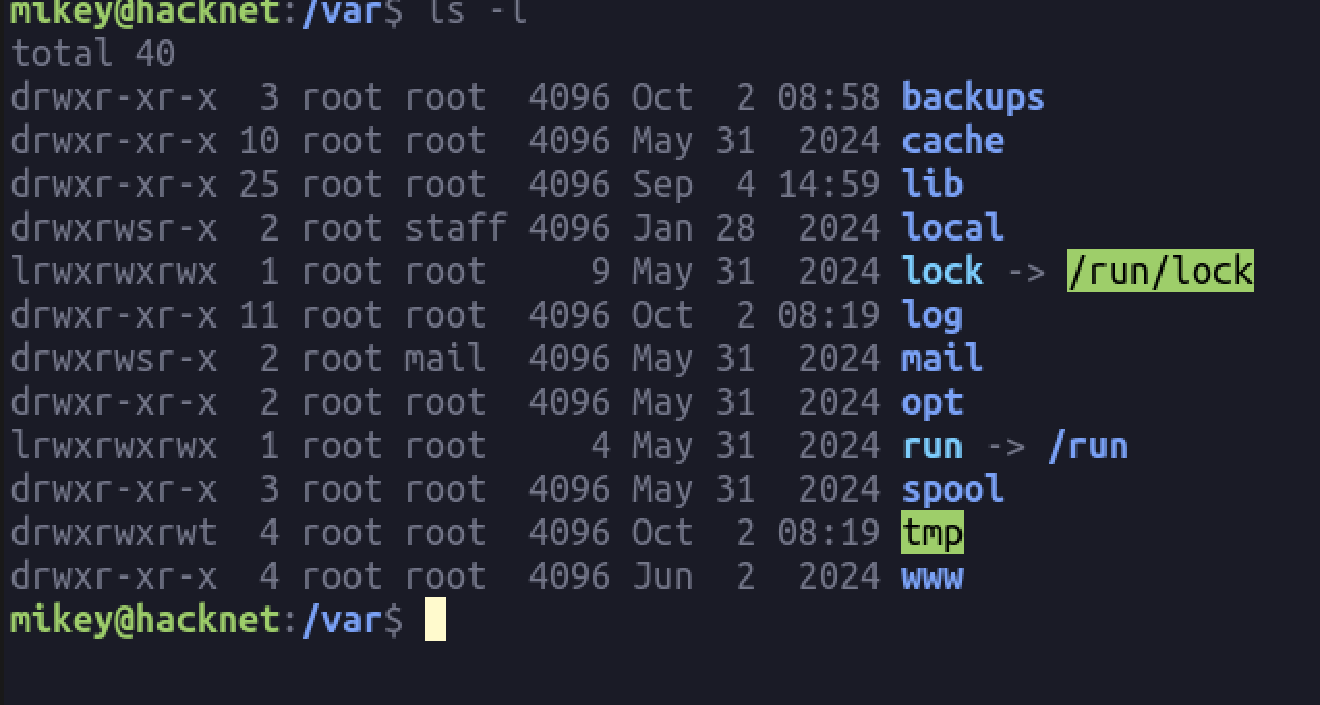 mikey@hacknet:/var$ ls -l
total 40
drwxr-xr-x  3 root root  4096 Oct  2 08:58 backups
drwxr-xr-x 10 root root  4096 May 31  2024 cache
drwxr-xr-x 25 root root  4096 Sep  4 14:59 lib
drwxrwsr-x  2 root staff 4096 Jan 28  2024 local
lrwxrwxrwx  1 root root     9 May 31  2024 lock -> /run/lock
drwxr-xr-x 11 root root  4096 Oct  2 08:19 log
drwxrwsr-x  2 root mail  4096 May 31  2024 mail
drwxr-xr-x  2 root root  4096 May 31  2024 opt
lrwxrwxrwx  1 root root     4 May 31  2024 run -> /run
drwxr-xr-x  3 root root  4096 May 31  2024 spool
drwxrwxrwt  4 root root  4096 Oct  2 08:19 tmp
drwxr-xr-x  4 root root  4096 Jun  2  2024 www
mikey@hacknet:/var$